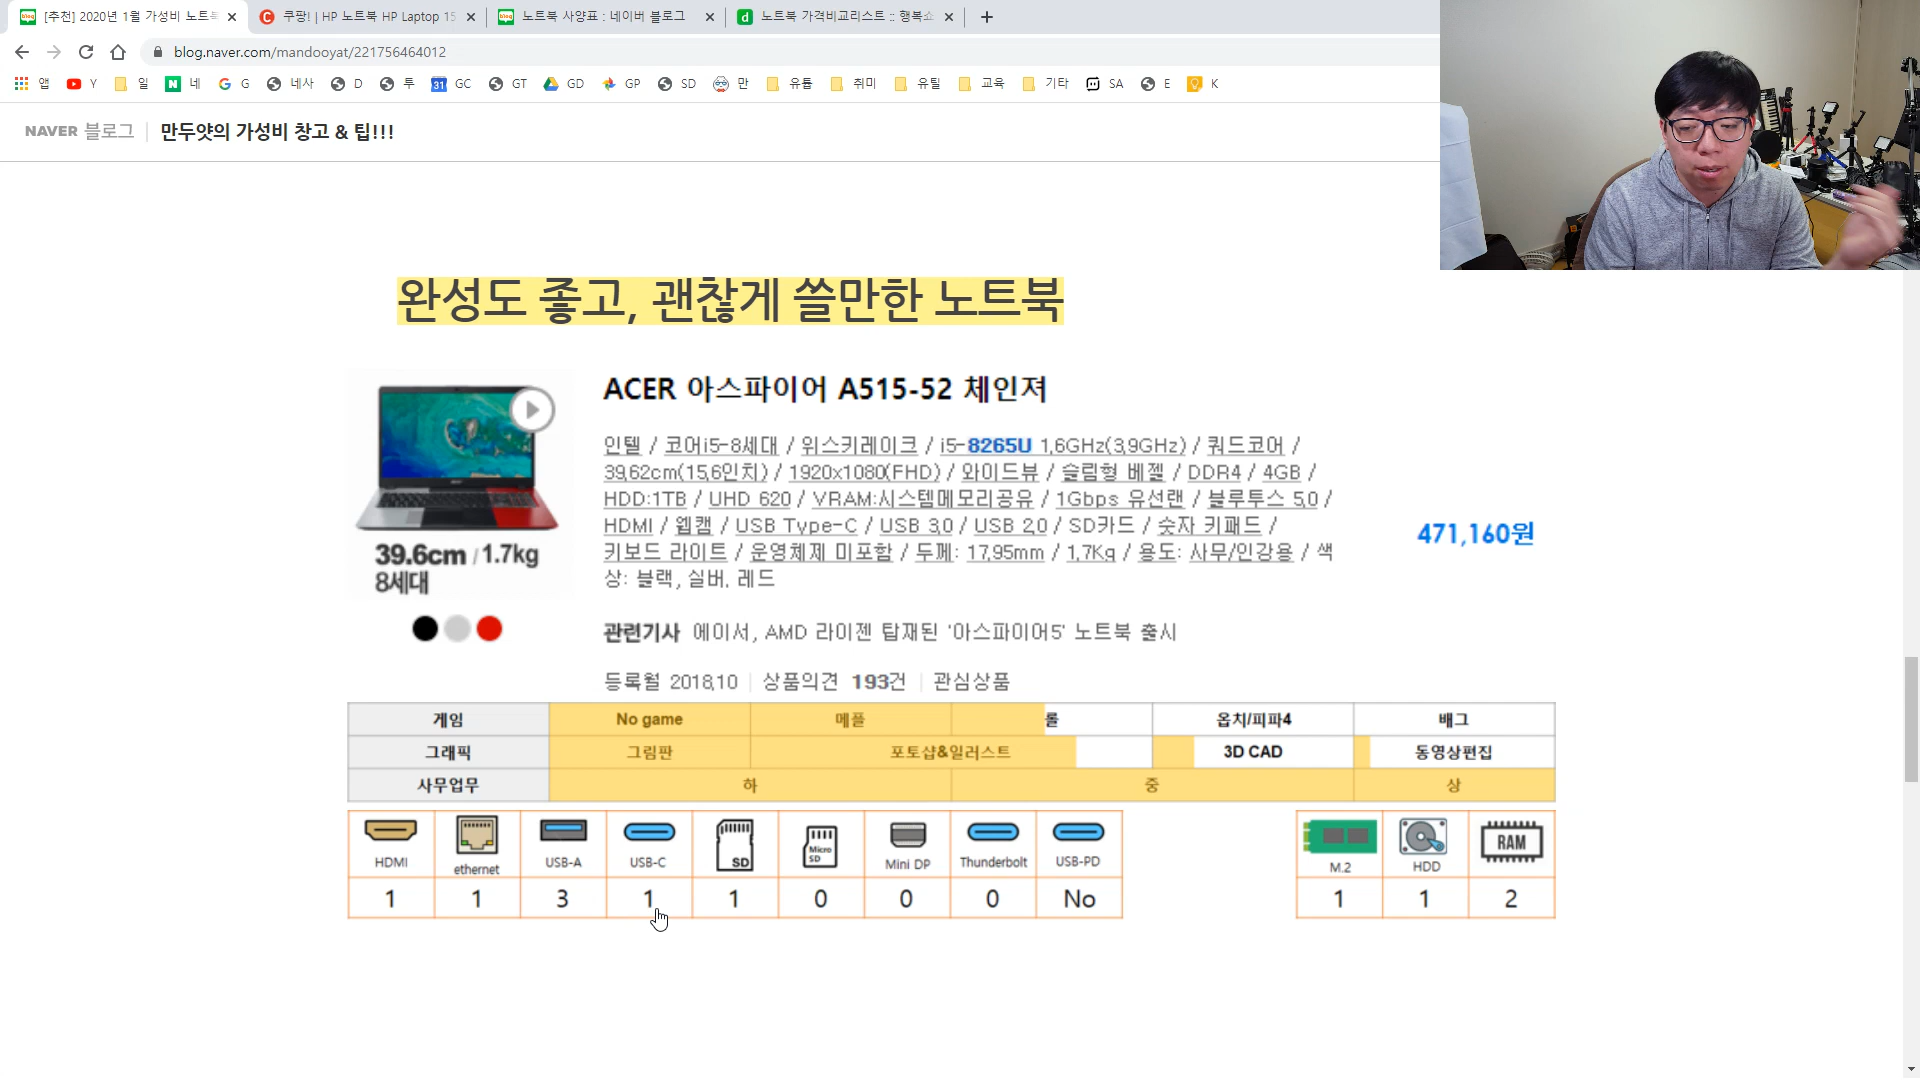 [추천] 2020년 1월 가성비 노트북
쿠팡! | HP 노트북 HP Laptop 15
노트북 사양표 : 네이버 블로그
노트북 가격비교리스트 :: 행복쇼
blog.naver.com/mandooyat/221756464012
앱 Y 일 네 G 네사 D 투 GC GT GD GP SD 만 유튭 취미 유틸 교육 기타 SA E K
NAVER 블로그 만두얏의 가성비 창고 & 팁!!!
완성도 좋고, 괜찮게 쓸만한 노트북
ACER 아스파이어 A515-52 체인져
인텔 / 코어i5-8세대 / 위스키레이크 / i5-8265U 1,6GHz(3,9GHz) / 쿼드코어 /
39,62cm(15,6인치) / 1920x1080(FHD) / 와이드뷰 / 슬림형 베젤 / DDR4 / 4GB /
HDD:1TB / UHD 620 / VRAM:시스템메모리공유 / 1Gbps 유선랜 / 블루투스 5,0 /
HDMI / 웹캠 / USB Type-C / USB 3,0 / USB 2,0 / SD카드 / 숫자 키패드 /
키보드 라이트 / 운영체제 미포함 / 두께: 17,95mm / 1,7Kg / 용도: 사무/인강용 / 색
상: 블랙, 실버, 레드
471,160원
39.6cm / 1.7kg
8세대
관련기사 에이서, AMD 라이젠 탑재된 '아스파이어5' 노트북 출시
등록월 2018,10 | 상품의견 193건 | 관심상품
게임 No game 메플 롤 옵치/피파4 배그
그래픽 그림판 포토샵&일러스트 3D CAD 동영상편집
사무업무 하 중 상
HDMI ethernet USB-A USB-C SD Micro SD Mini DP Thunderbolt USB-PD M.2 HDD RAM
1 1 3 1 1 0 0 0 No 1 1 2